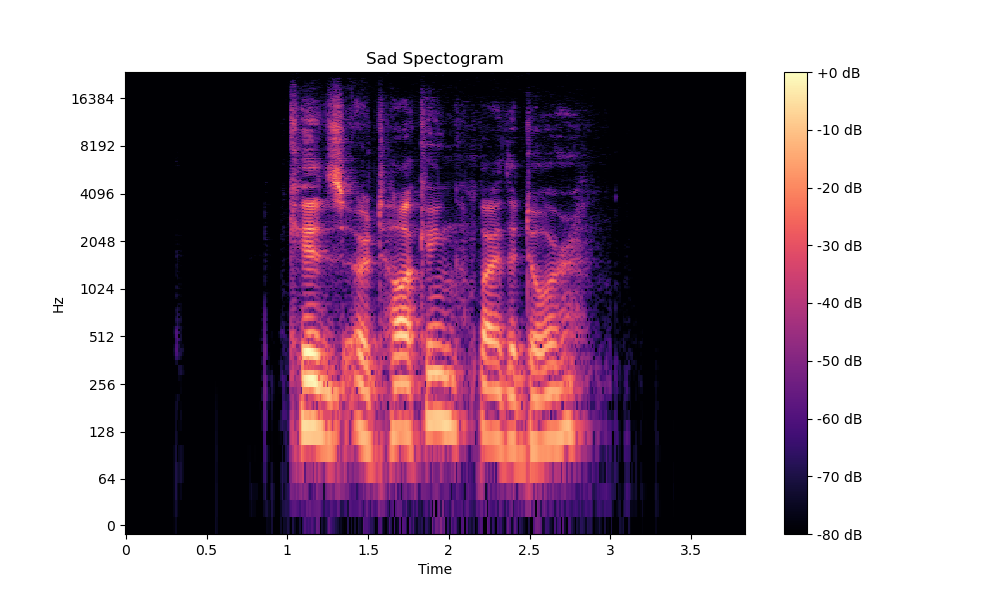 Sad Spectogram
16384
8192
4096
2048
1024
512
256
128
64
0
Hz
0 0.5 1 1.5 2 2.5 3 3.5
Time
+0 dB
-10 dB
-20 dB
-30 dB
-40 dB
-50 dB
-60 dB
-70 dB
-80 dB